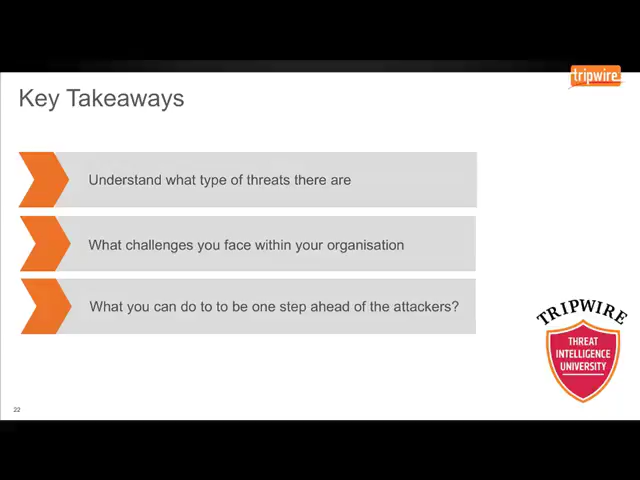 tripwire
Key Takeaways
Understand what type of threats there are
What challenges you face within your organisation
What you can do to to be one step ahead of the attackers?
TRIPWIRE
THREAT
INTELLIGENCE
UNIVERSITY
22